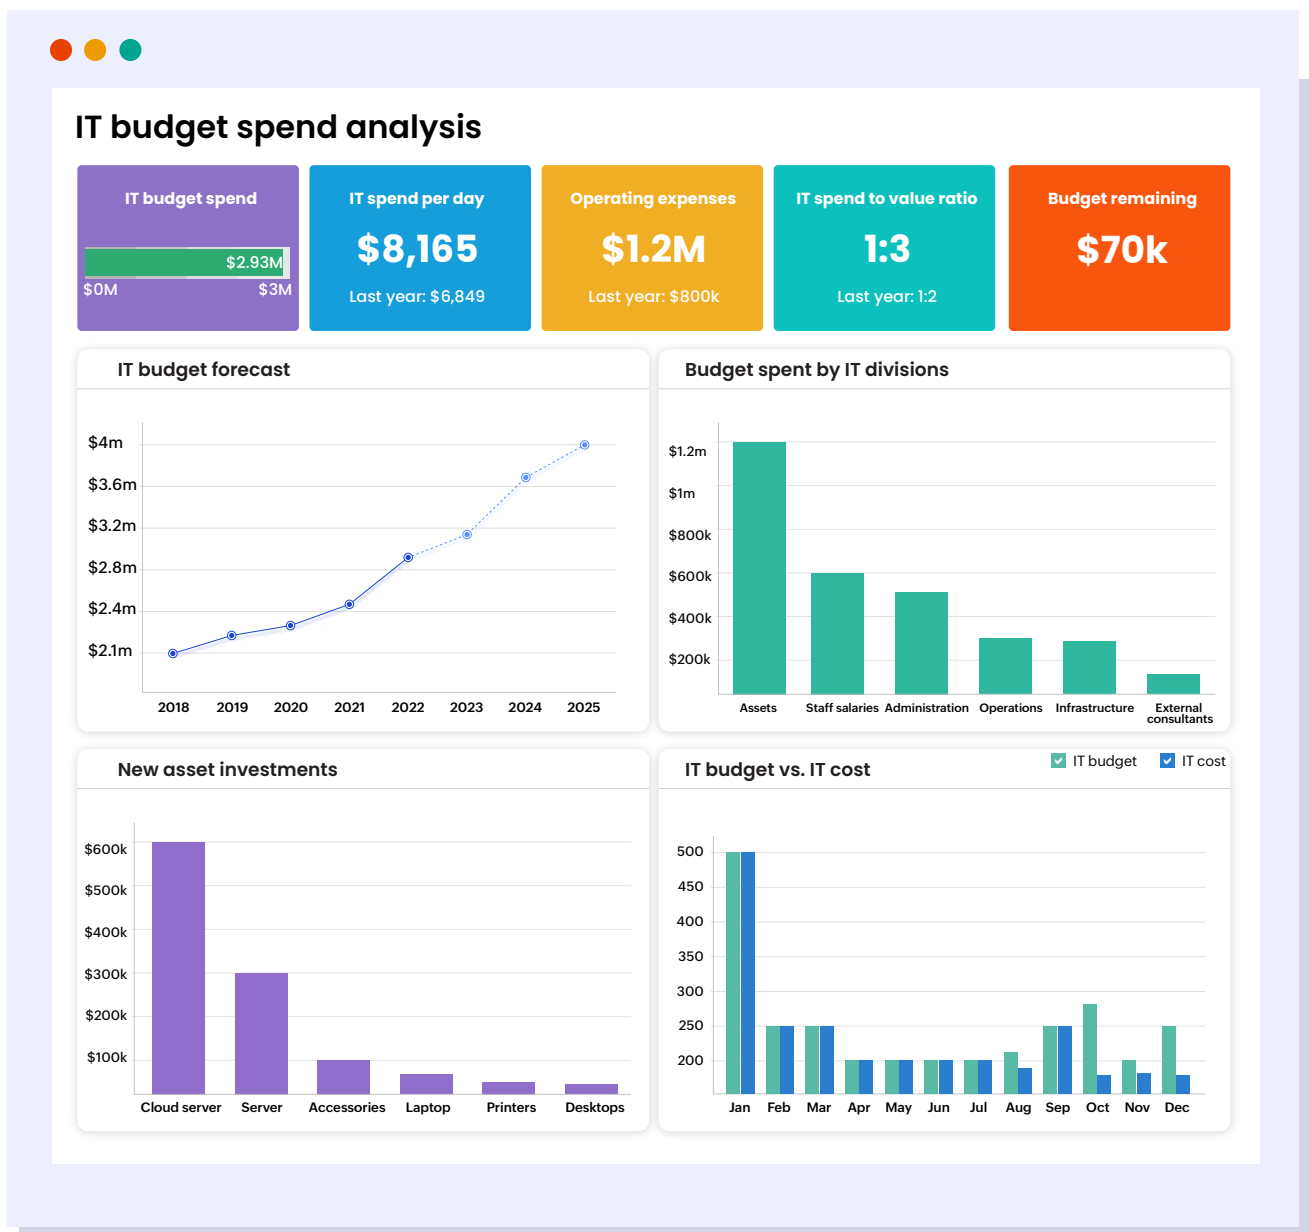 IT budget spend analysis
IT budget spend
$2.93M
$0M $3M
IT spend per day
$8,165
Last year: $6,849
Operating expenses
$1.2M
Last year: $800k
IT spend to value ratio
1:3
Last year: 1:2
Budget remaining
$70k
IT budget forecast
$4m
$3.6m
$3.2m
$2.8m
$2.4m
$2.1m
2018 2019 2020 2021 2022 2023 2024 2025
Budget spent by IT divisions
$1.2m
$1m
$800k
$600k
$400k
$200k
Assets Staff salaries Administration Operations Infrastructure External
consultants
New asset investments
$600k
$500k
$400k
$300k
$200k
$100k
Cloud server Server Accessories Laptop Printers Desktops
IT budget vs. IT cost
IT budget IT cost
500
450
400
350
300
250
200
Jan Feb Mar Apr May Jun Jul Aug Sep Oct Nov Dec